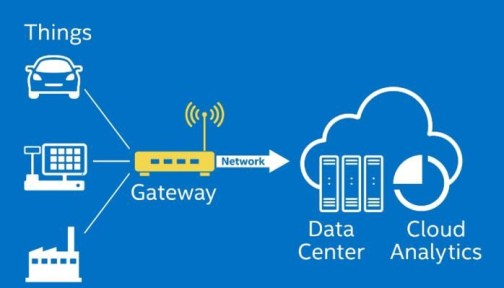 Things
Network
Gateway
Data
Center
Cloud
Analytics